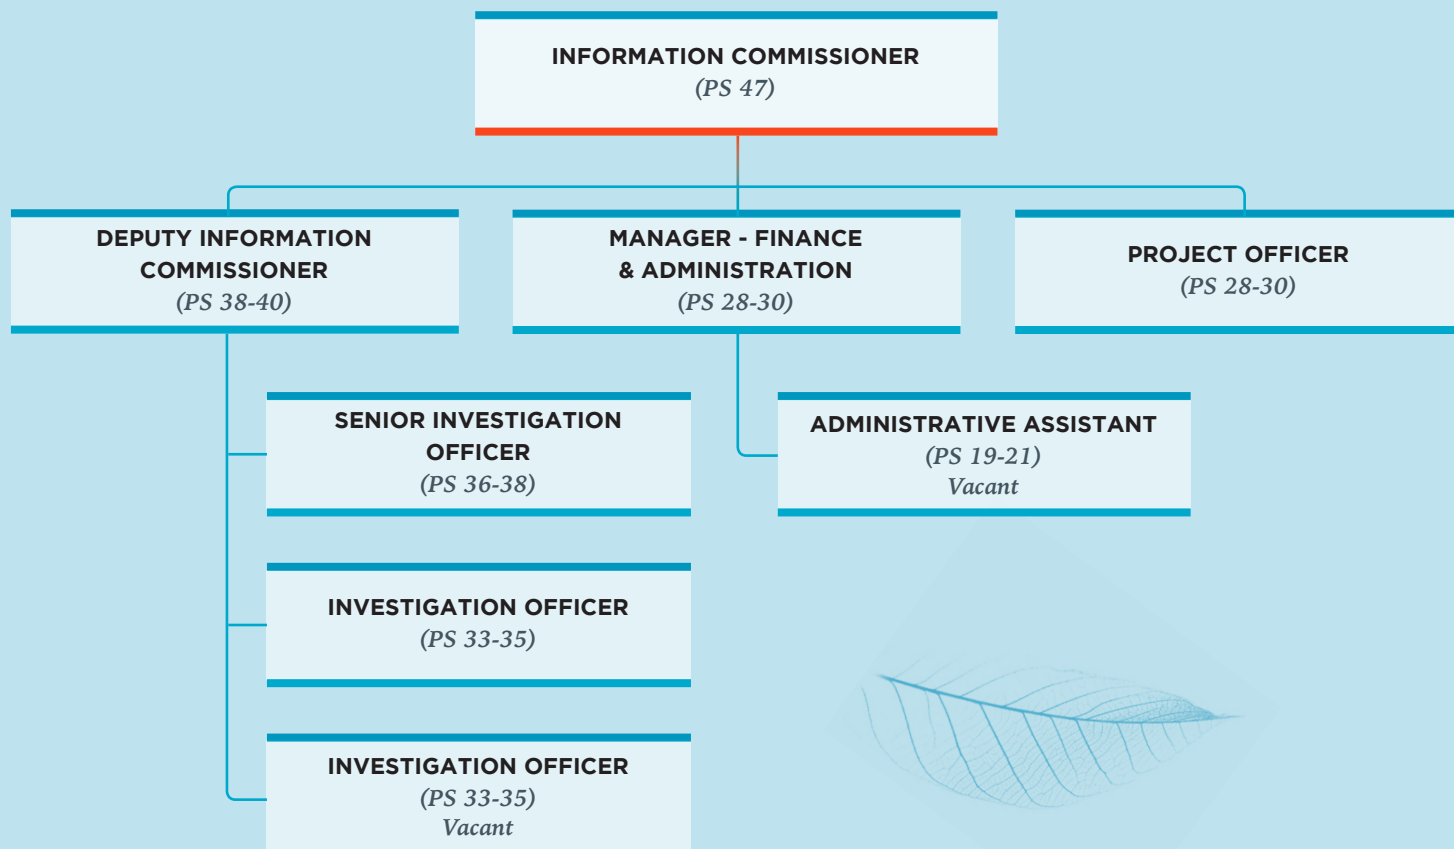 INFORMATION COMMISSIONER
(PS 47)
DEPUTY INFORMATION
COMMISSIONER
(PS 38-40)
MANAGER - FINANCE
& ADMINISTRATION
(PS 28-30)
PROJECT OFFICER
(PS 28-30)
SENIOR INVESTIGATION
OFFICER
(PS 36-38)
ADMINISTRATIVE ASSISTANT
(PS 19-21)
Vacant
INVESTIGATION OFFICER
(PS 33-35)
INVESTIGATION OFFICER
(PS 33-35)
Vacant